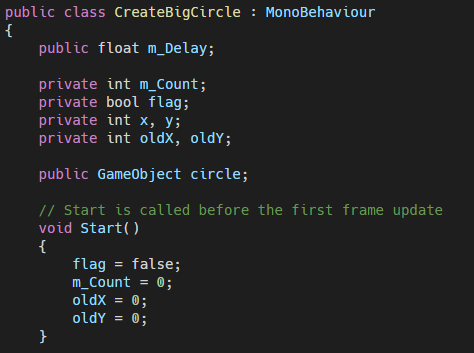 public class CreateBigCircle : MonoBehaviour
{
    public float m_Delay;

    private int m_Count;
    private bool flag;
    private int x, y;
    private int oldX, oldY;

    public GameObject circle;

    // Start is called before the first frame update
    void Start()
    {
        flag = false;
        m_Count = 0;
        oldX = 0;
        oldY = 0;
    }